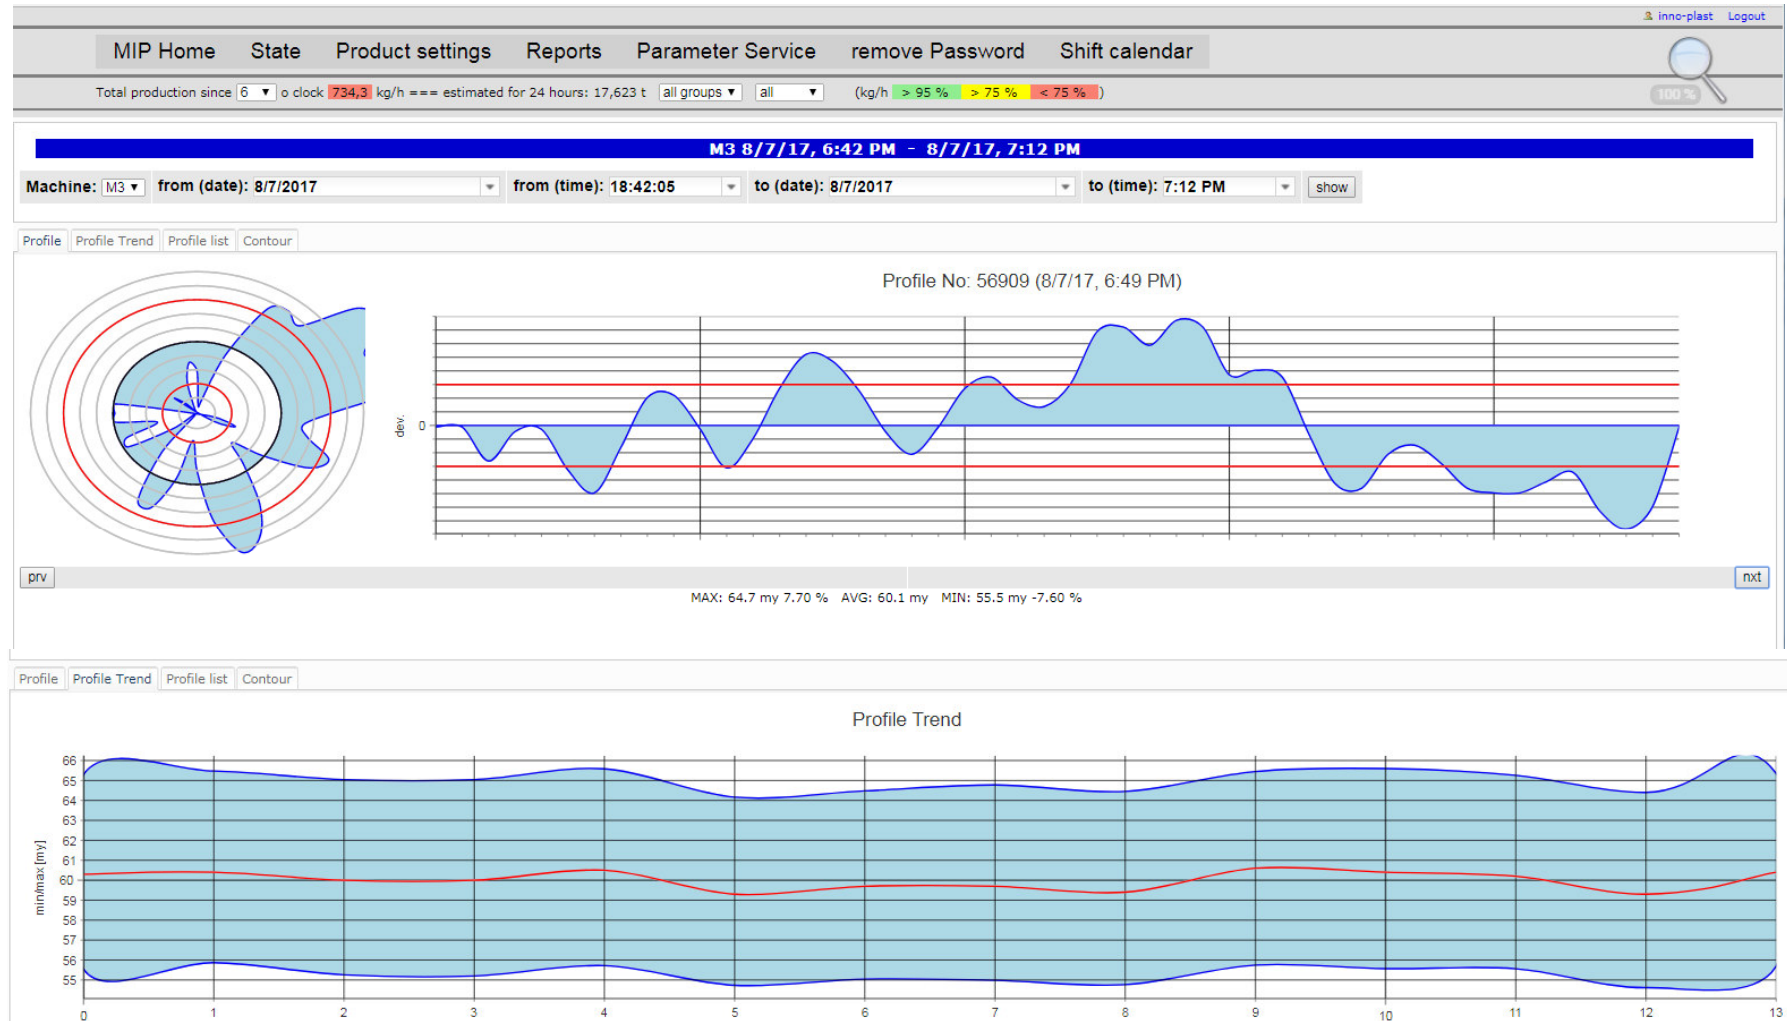 inno-plast Logout
MIP Home State Product settings Reports Parameter Service remove Password Shift calendar
Total production since 6 o clock 734,3 kg/h === estimated for 24 hours: 17,623 t all groups all (kg/h > 95 % > 75 % < 75 % )
100 %
M3 8/7/17, 6:42 PM - 8/7/17, 7:12 PM
Machine: M3 from (date): 8/7/2017 from (time): 18:42:05 to (date): 8/7/2017 to (time): 7:12 PM show
Profile Profile Trend Profile list Contour
Profile No: 56909 (8/7/17, 6:49 PM)
dev.
0
prv nxt
MAX: 64.7 my 7.70 % AVG: 60.1 my MIN: 55.5 my -7.60 %
Profile Profile Trend Profile list Contour
Profile Trend
min/max [my]
66
65
64
63
62
61
60
59
58
57
56
55
0 1 2 3 4 5 6 7 8 9 10 11 12 13